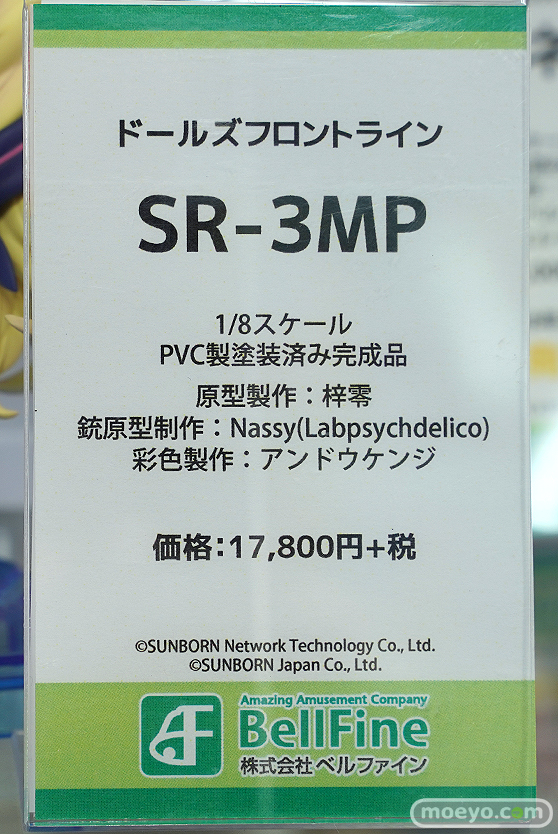 ドールズフロントライン
SR-3MP
1/8スケール
PVC製塗装済み完成品
原型製作：梓零
銃原型制作：Nassy(Labpsychdelico)
彩色製作：アンドウケンジ
価格：17,800円+税
©SUNBORN Network Technology Co., Ltd.
©SUNBORN Japan Co., Ltd.
Amazing Amusement Company
BellFine
株式会社ベルファイン
moeyo.com